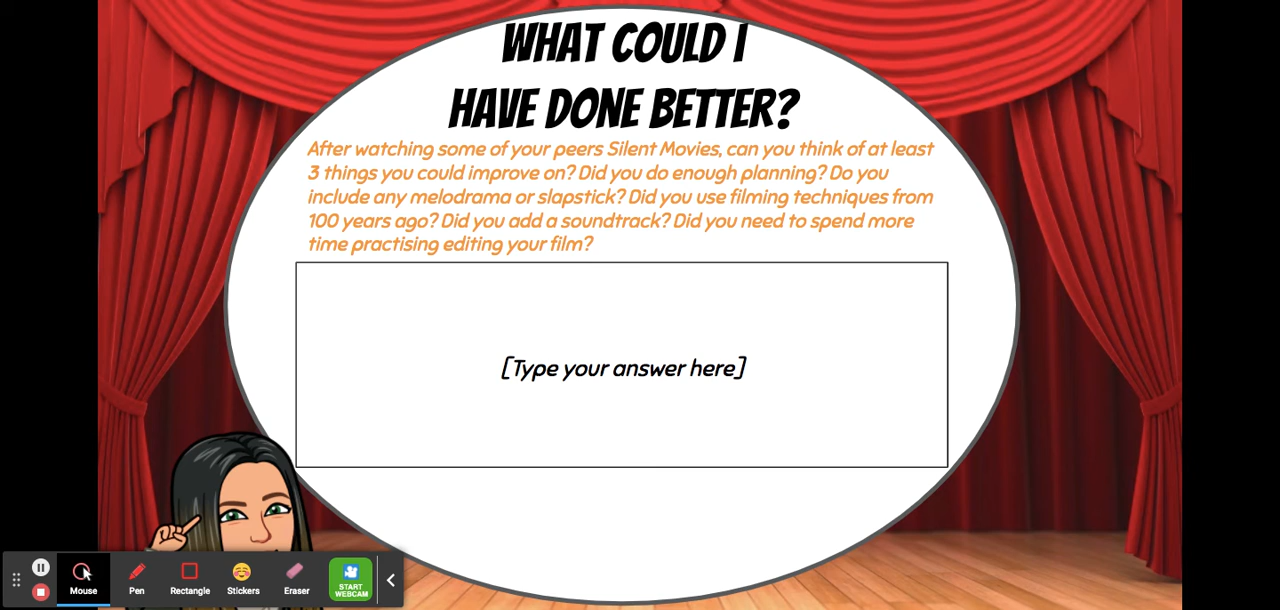 WHAT COULD I
HAVE DONE BETTER?
After watching some of your peers Silent Movies, can you think of at least
3 things you could improve on? Did you do enough planning? Do you
include any melodrama or slapstick? Did you use filming techniques from
100 years ago? Did you add a soundtrack? Did you need to spend more
time practising editing your film?
[Type your answer here]
Mouse
Pen
Rectangle
Stickers
Eraser
START
WEBCAM